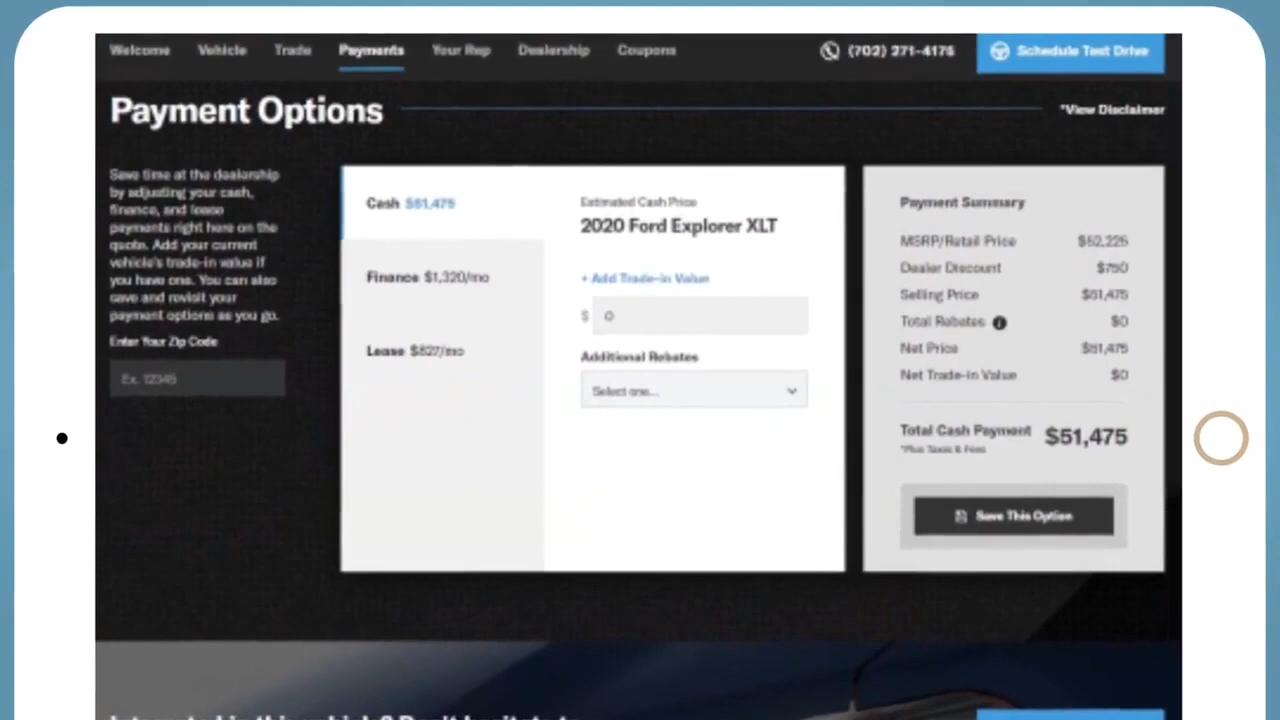 Welcome Vehicle Trade Payments Your Rep Dealership Coupons (702) 271-4175 Schedule Test Drive
Payment Options
*View Disclaimer
Save time at the dealership
by adjusting your cash,
finance, and lease
payments right here on the
quote. Add your current
vehicle's trade-in value if
you have one. You can also
save and revisit your
payment options as you go.
Enter Your Zip Code
Ex. 12345
Cash $51,475
Finance $1,320/mo
Lease $827/mo
Estimated Cash Price
2020 Ford Explorer XLT
+ Add Trade-in Value
$ 0
Additional Rebates
Select one...
Payment Summary
MSRP/Retail Price $52,225
Dealer Discount $750
Selling Price $51,475
Total Rebates $0
Net Price $51,475
Net Trade-in Value $0
Total Cash Payment $51,475
*Plus Taxes & Fees
Save This Option